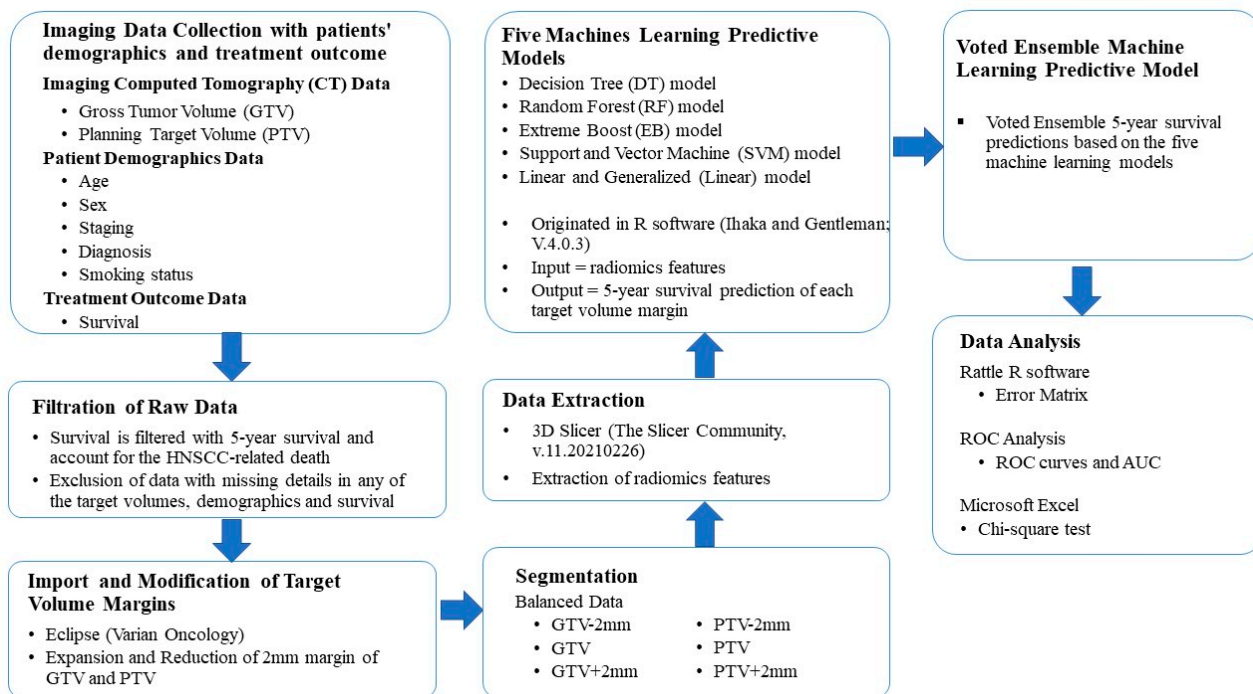 Imaging Data Collection with patients'
demographics and treatment outcome
Imaging Computed Tomography (CT) Data
• Gross Tumor Volume (GTV)
• Planning Target Volume (PTV)
Patient Demographics Data
• Age
• Sex
• Staging
• Diagnosis
• Smoking status
Treatment Outcome Data
• Survival
Filtration of Raw Data
• Survival is filtered with 5-year survival and
account for the HNSCC-related death
• Exclusion of data with missing details in any
of the target volumes, demographics and survival
Import and Modification of Target
Volume Margins
• Eclipse (Varian Oncology)
• Expansion and Reduction of 2mm margin of
GTV and PTV
Segmentation
Balanced Data
• GTV-2mm
• GTV
• GTV+2mm
• PTV-2mm
• PTV
• PTV+2mm
Data Extraction
• 3D Slicer (The Slicer Community,
v.11.20210226)
• Extraction of radiomics features
Five Machines Learning Predictive
Models
• Decision Tree (DT) model
• Random Forest (RF) model
• Extreme Boost (EB) model
• Support and Vector Machine (SVM) model
• Linear and Generalized (Linear) model
• Originated in R software (Ihaka and Gentleman;
V.4.0.3)
• Input = radiomics features
• Output = 5-year survival prediction of each
target volume margin
Voted Ensemble Machine
Learning Predictive Model
▪ Voted Ensemble 5-year survival
predictions based on the five
machine learning models
Data Analysis
Rattle R software
• Error Matrix
ROC Analysis
• ROC curves and AUC
Microsoft Excel
• Chi-square test